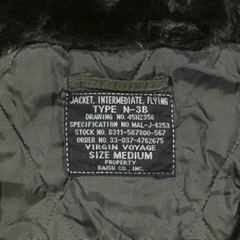 JACKET, INTERMEDIATE, FLYING
TYPE N-3B
DRAWING NO. 45H2356
SPECIFICATION NO. MAL-J-6253
STOCK NO. 8311-567800-567
ORDER NO. 33-037-4762675
VIRGIN VOYAGE
SIZE MEDIUM
PROPERTY
BAISU CO., INC.